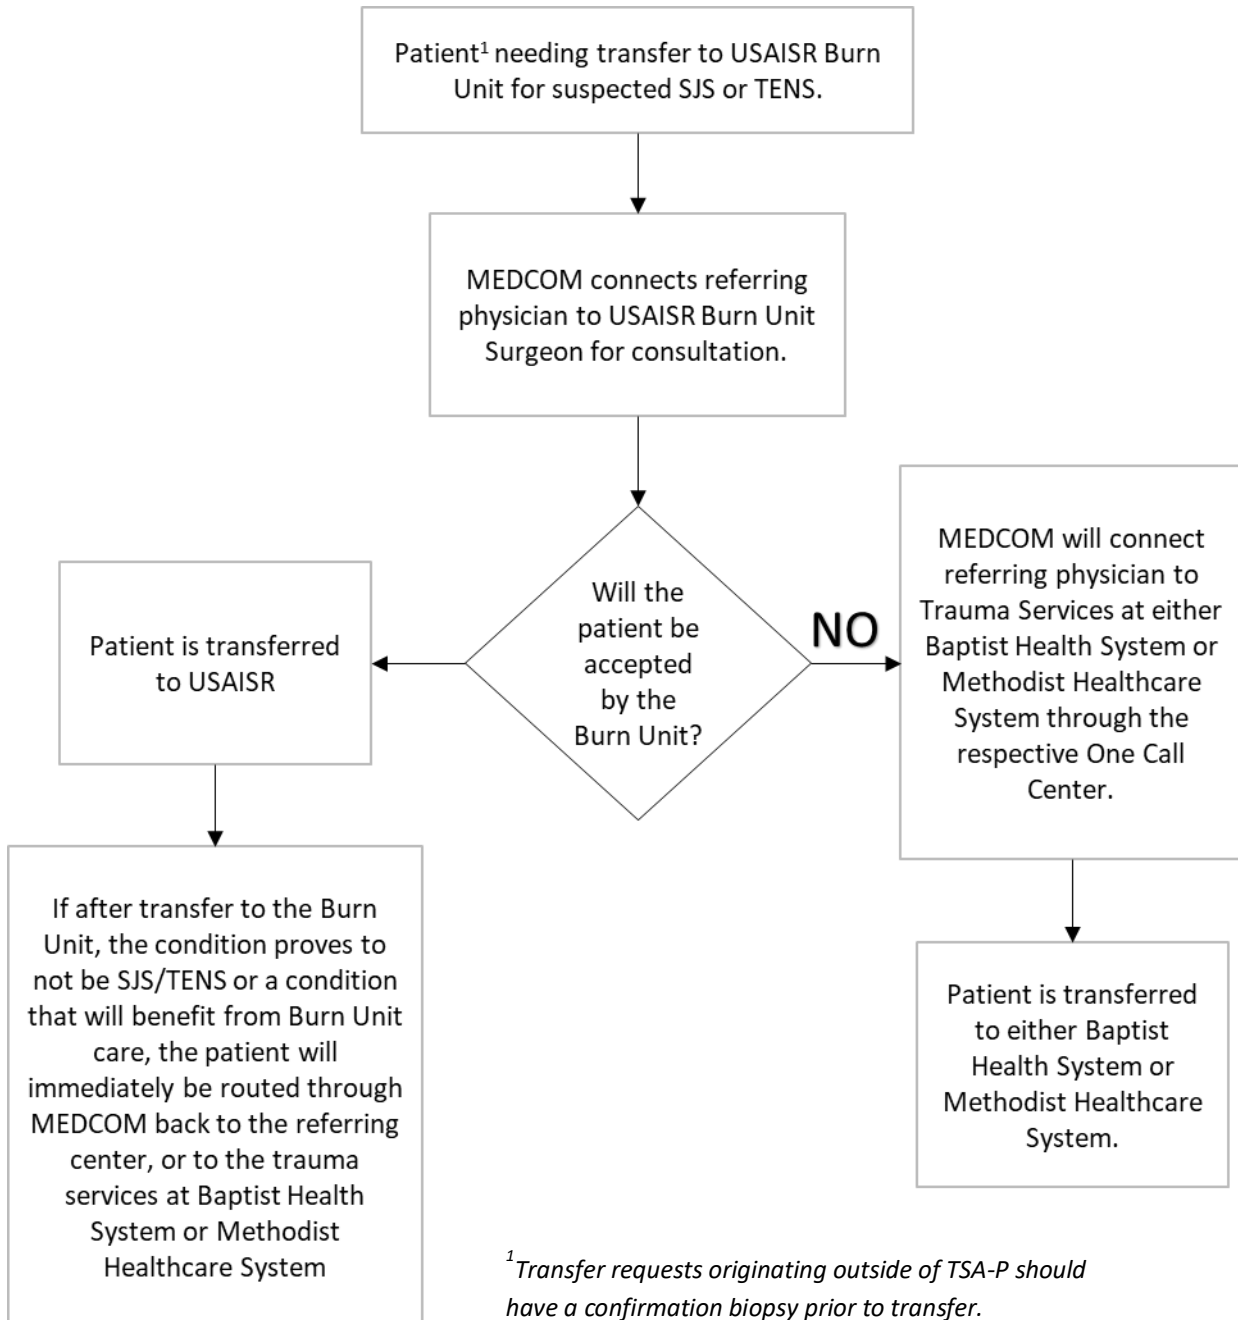 Patient¹ needing transfer to USAISR Burn
Unit for suspected SJS or TENS.
MEDCOM connects referring
physician to USAISR Burn Unit
Surgeon for consultation.
Will the
patient be
accepted
by the
Burn Unit?
NO
MEDCOM will connect
referring physician to
Trauma Services at either
Baptist Health System or
Methodist Healthcare
System through the
respective One Call
Center.
Patient is transferred
to either Baptist
Health System or
Methodist Healthcare
System.
Patient is transferred
to USAISR
If after transfer to the Burn
Unit, the condition proves to
not be SJS/TENS or a condition
that will benefit from Burn Unit
care, the patient will
immediately be routed through
MEDCOM back to the referring
center, or to the trauma
services at Baptist Health
System or Methodist
Healthcare System
¹Transfer requests originating outside of TSA-P should
have a confirmation biopsy prior to transfer.